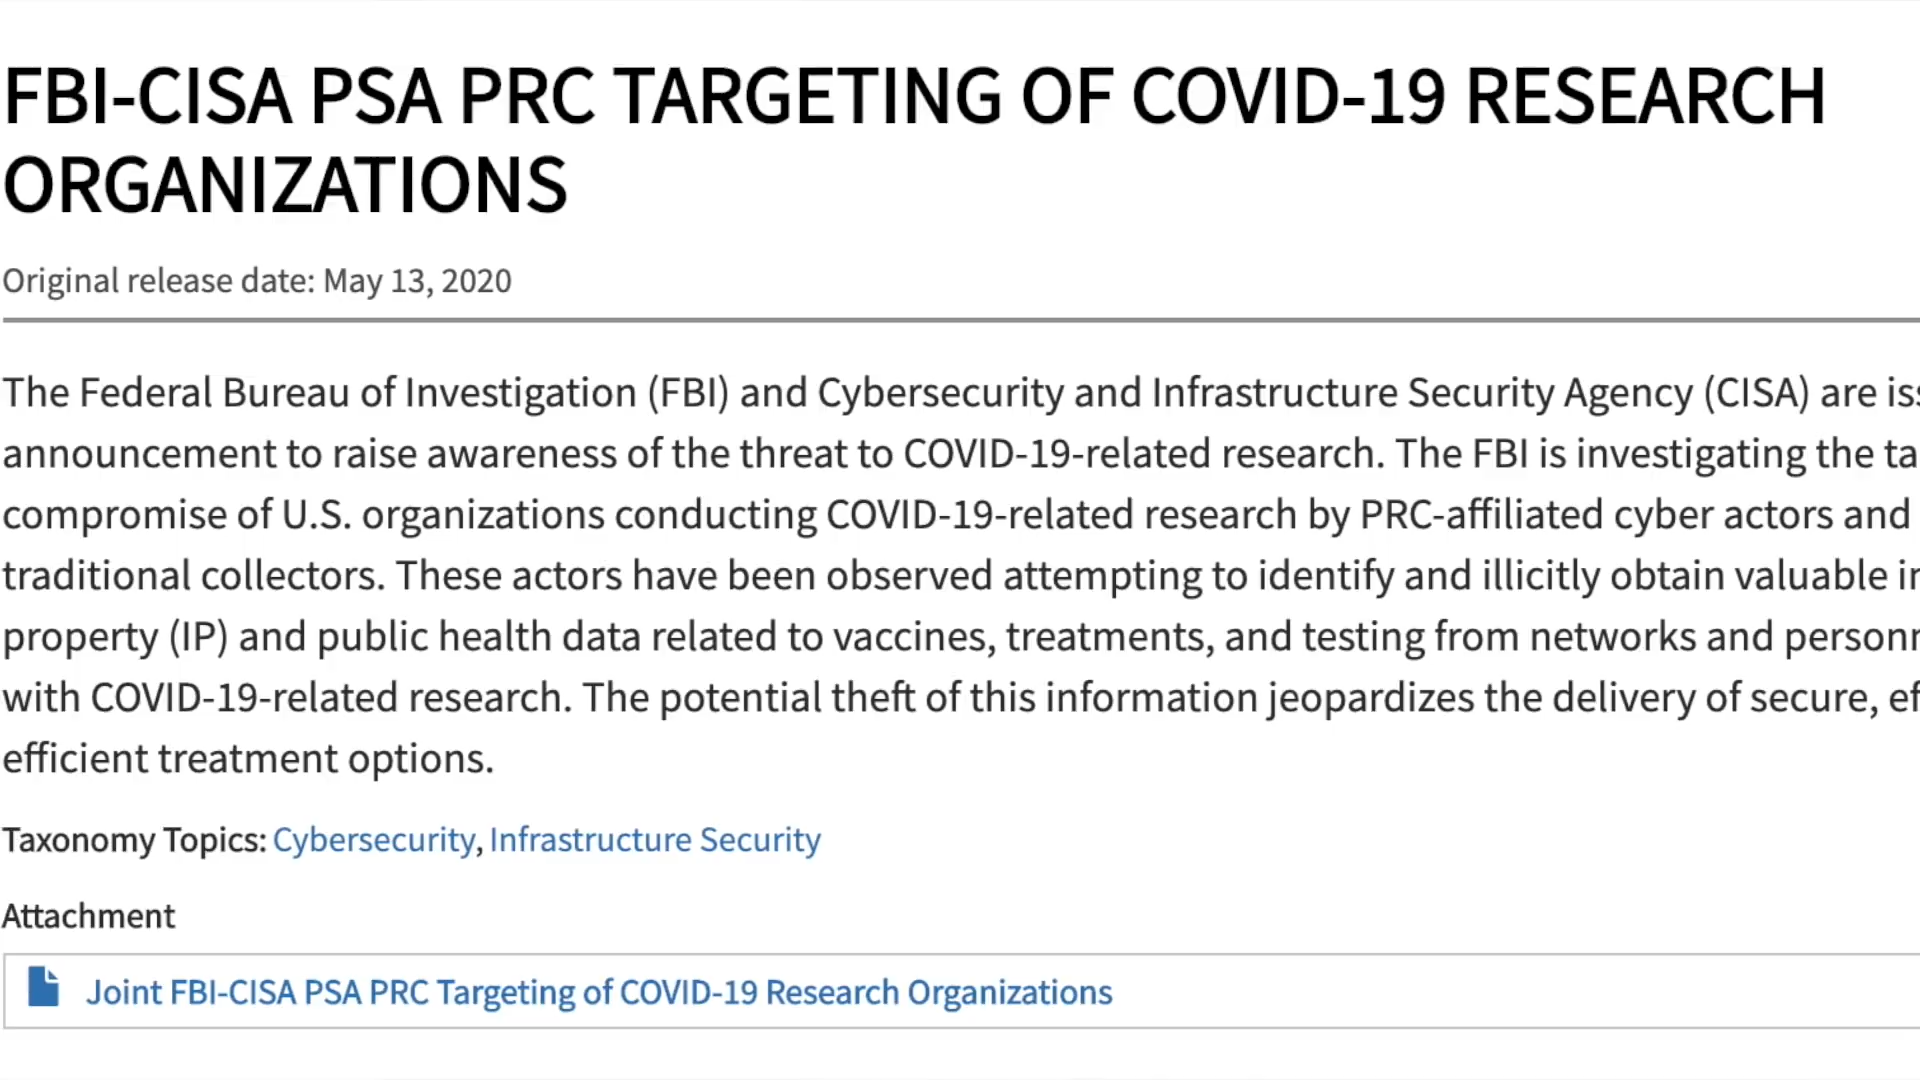 FBI-CISA PSA PRC TARGETING OF COVID-19 RESEARCH
ORGANIZATIONS
Original release date: May 13, 2020
The Federal Bureau of Investigation (FBI) and Cybersecurity and Infrastructure Security Agency (CISA) are
announcement to raise awareness of the threat to COVID-19-related research. The FBI is investigating the
compromise of U.S. organizations conducting COVID-19-related research by PRC-affiliated cyber actors and
traditional collectors. These actors have been observed attempting to identify and illicitly obtain valuable
property (IP) and public health data related to vaccines, treatments, and testing from networks and
with COVID-19-related research. The potential theft of this information jeopardizes the delivery of secure,
efficient treatment options.
Taxonomy Topics: Cybersecurity, Infrastructure Security
Attachment
Joint FBI-CISA PSA PRC Targeting of COVID-19 Research Organizations